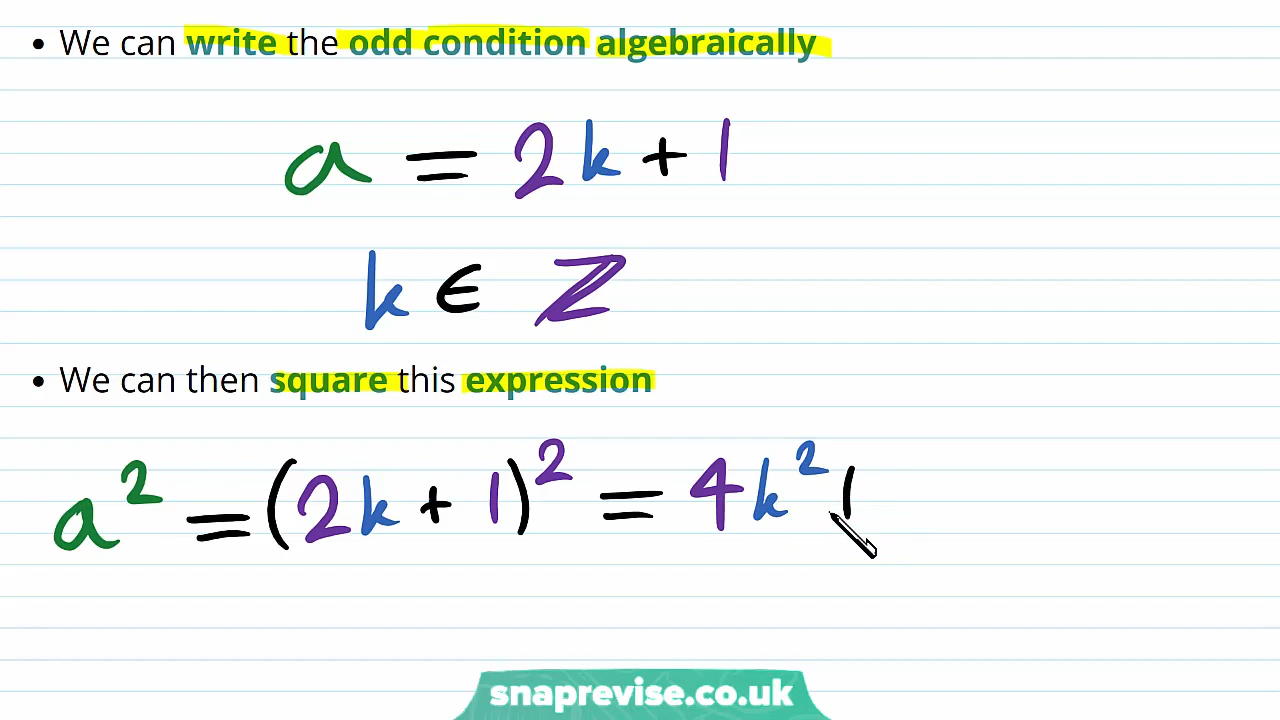 • We can write the odd condition algebraically
a = 2k + 1
k ∈ ℤ
• We can then square this expression
a² = (2k + 1)² = 4k²
snaprevise.co.uk